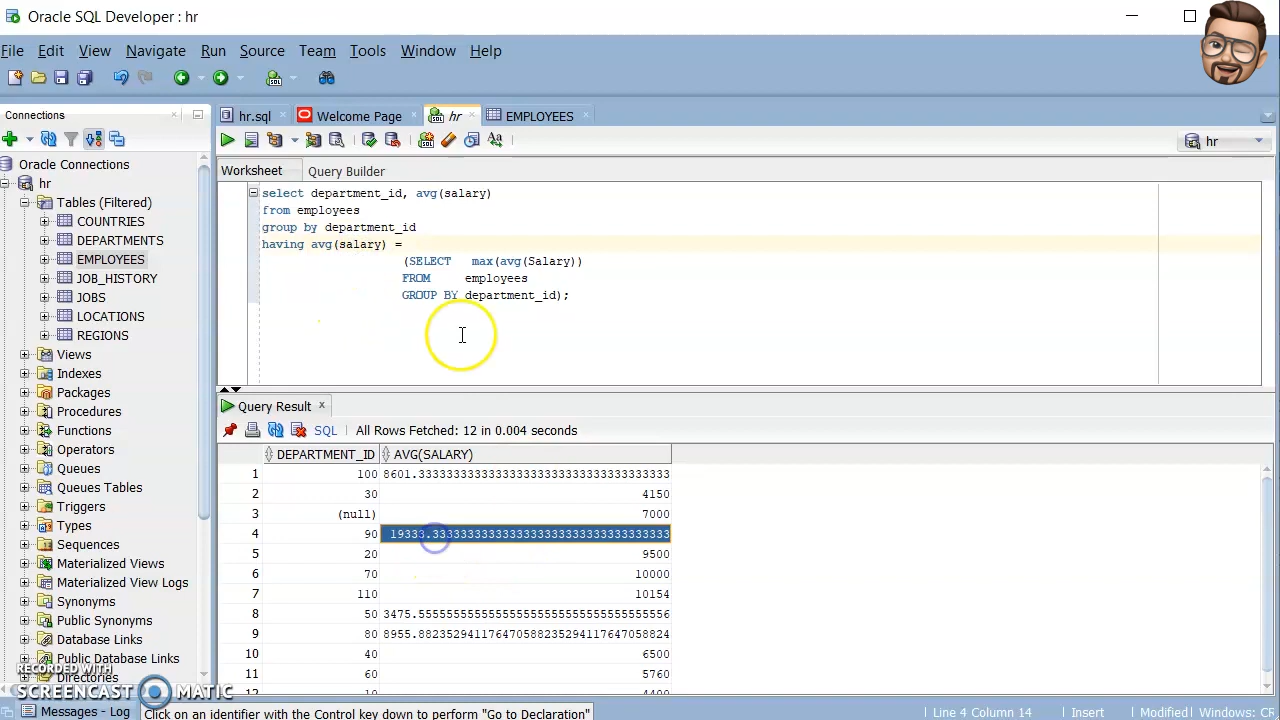 Oracle SQL Developer : hr
File Edit View Navigate Run Source Team Tools Window Help
Connections
hr.sql
Welcome Page
hr
EMPLOYEES
hr
Worksheet
Query Builder
Oracle Connections
hr
Tables (Filtered)
COUNTRIES
DEPARTMENTS
EMPLOYEES
JOB_HISTORY
JOBS
LOCATIONS
REGIONS
Views
Indexes
Packages
Procedures
Functions
Operators
Queues
Queues Tables
Triggers
Types
Sequences
Materialized Views
Materialized View Logs
Synonyms
Public Synonyms
Database Links
Public Database Links
Directories
select department_id, avg(salary)
from employees
group by department_id
having avg(salary) =
(SELECT max(avg(Salary))
FROM employees
GROUP BY department_id);
Query Result
SQL
All Rows Fetched: 12 in 0.004 seconds
DEPARTMENT_ID AVG(SALARY)
1 100 8601.333333333333333333333333333333333333
2 30 4150
3 (null) 7000
4 90 19333.3333333333333333333333333333333333
5 20 9500
6 70 10000
7 110 10154
8 50 3475.555555555555555555555555555555555556
9 80 8955.882352941176470588235294117647058824
10 40 6500
11 60 5760
12 10 4400
RECORDED WITH
SCREENCAST MATIC
Messages - Log
Click on an identifier with the Control key down to perform "Go to Declaration"
Line 4 Column 14
Insert
Modified
Windows: CR